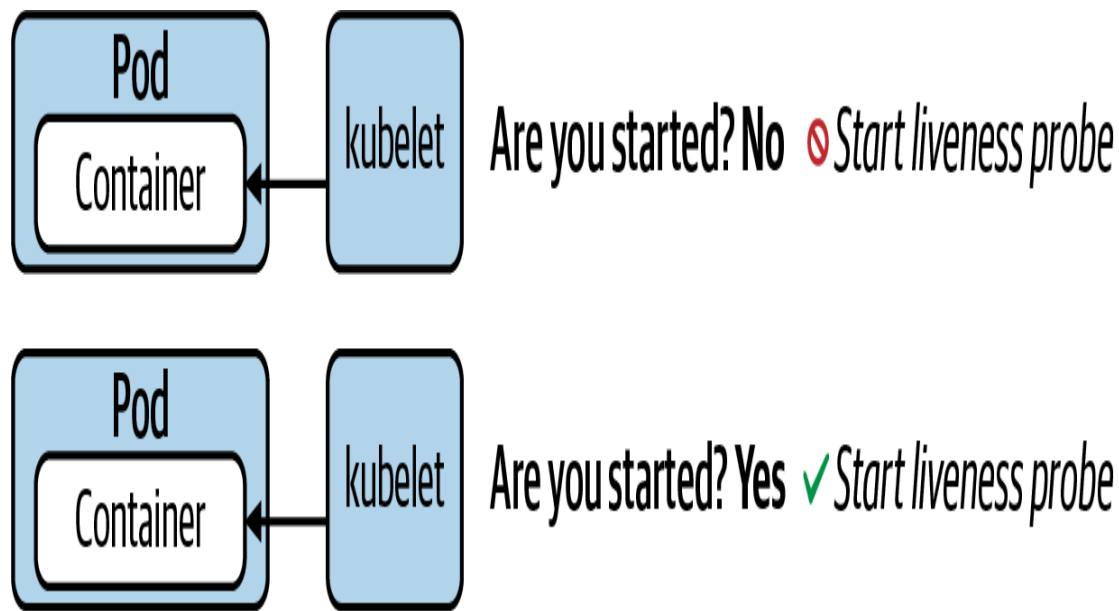 Pod
Container
kubelet
Are you started? No Start liveness probe
Pod
Container
kubelet
Are you started? Yes Start liveness probe